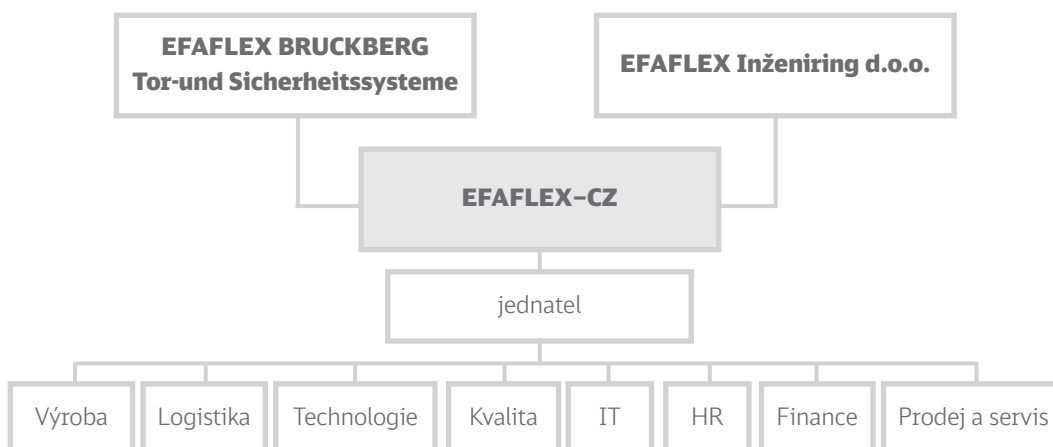 EFAFLEX BRUCKBERG
Tor-und Sicherheitssysteme
EFAFLEX Inženiring d.o.o.
EFAFLEX–CZ
jednatel
Výroba
Logistika
Technologie
Kvalita
IT
HR
Finance
Prodej a servis